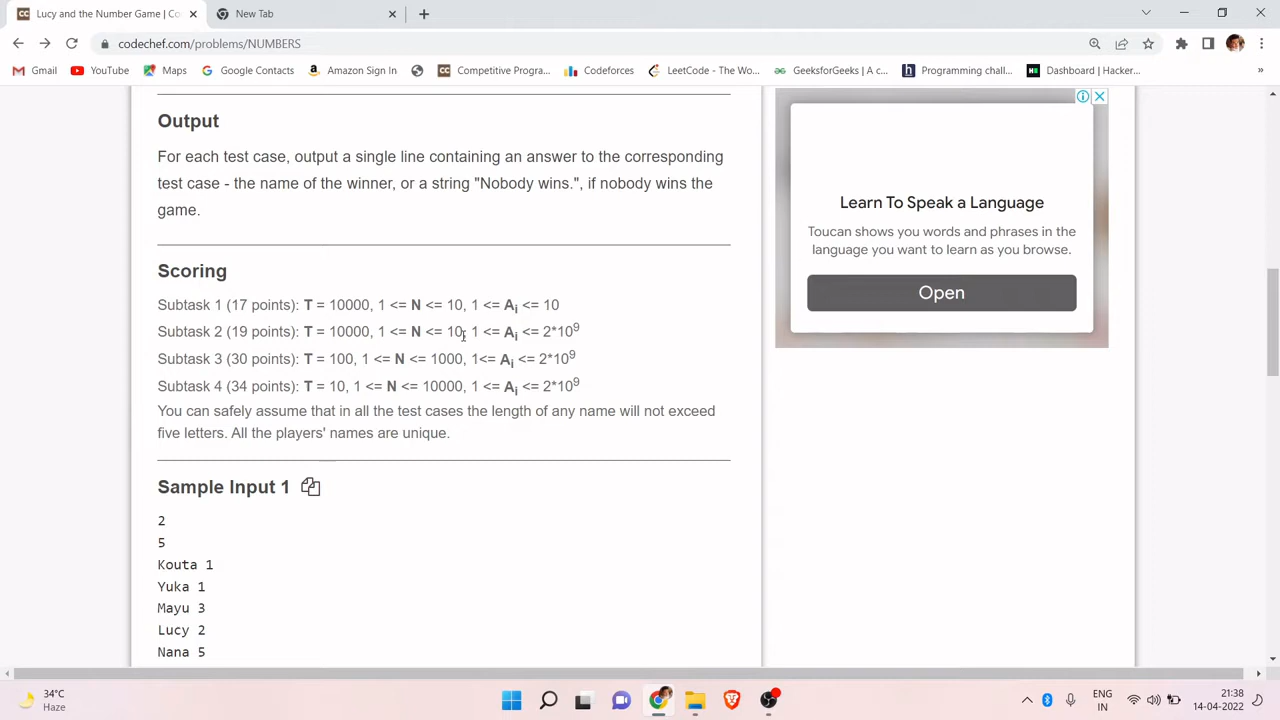 Lucy and the Number Game | Co
New Tab
codechef.com/problems/NUMBERS
Gmail
YouTube
Maps
Google Contacts
Amazon Sign In
Competitive Progra...
Codeforces
LeetCode - The Wo...
GeeksforGeeks | A c...
Programming chall...
Dashboard | Hacker...
»
Output
For each test case, output a single line containing an answer to the corresponding
test case - the name of the winner, or a string "Nobody wins.", if nobody wins the
game.
Scoring
Subtask 1 (17 points): T = 10000, 1 <= N <= 10, 1 <= Ai <= 10
Subtask 2 (19 points): T = 10000, 1 <= N <= 10, 1 <= Ai <= 2*10^9
Subtask 3 (30 points): T = 100, 1 <= N <= 1000, 1<= Ai <= 2*10^9
Subtask 4 (34 points): T = 10, 1 <= N <= 10000, 1 <= Ai <= 2*10^9
You can safely assume that in all the test cases the length of any name will not exceed
five letters. All the players' names are unique.
Sample Input 1
2
5
Kouta 1
Yuka 1
Mayu 3
Lucy 2
Nana 5
Learn To Speak a Language
Toucan shows you words and phrases in the
language you want to learn as you browse.
Open
34°C
Haze
ENG
IN
21:38
14-04-2022